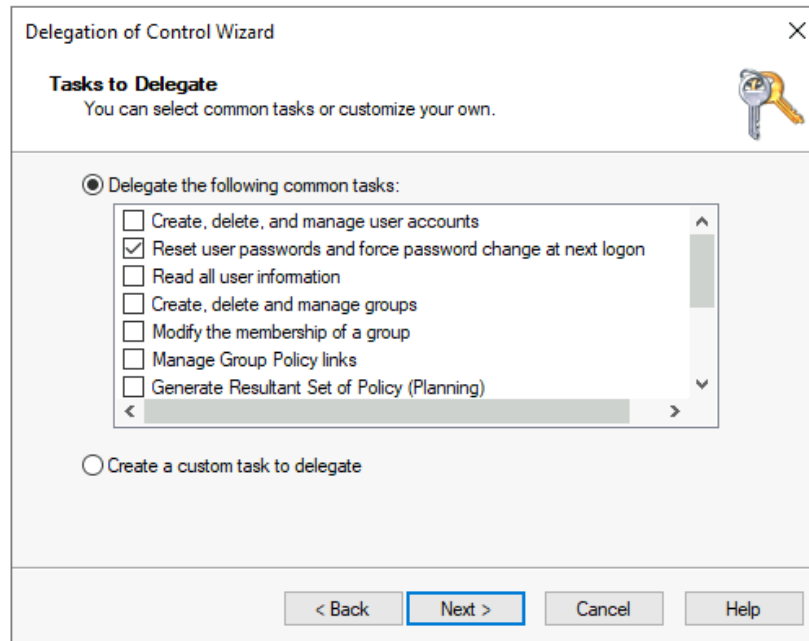 Delegation of Control Wizard
Tasks to Delegate
You can select common tasks or customize your own.
Delegate the following common tasks:
Create, delete, and manage user accounts
Reset user passwords and force password change at next logon
Read all user information
Create, delete and manage groups
Modify the membership of a group
Manage Group Policy links
Generate Resultant Set of Policy (Planning)
Create a custom task to delegate
< Back Next > Cancel Help